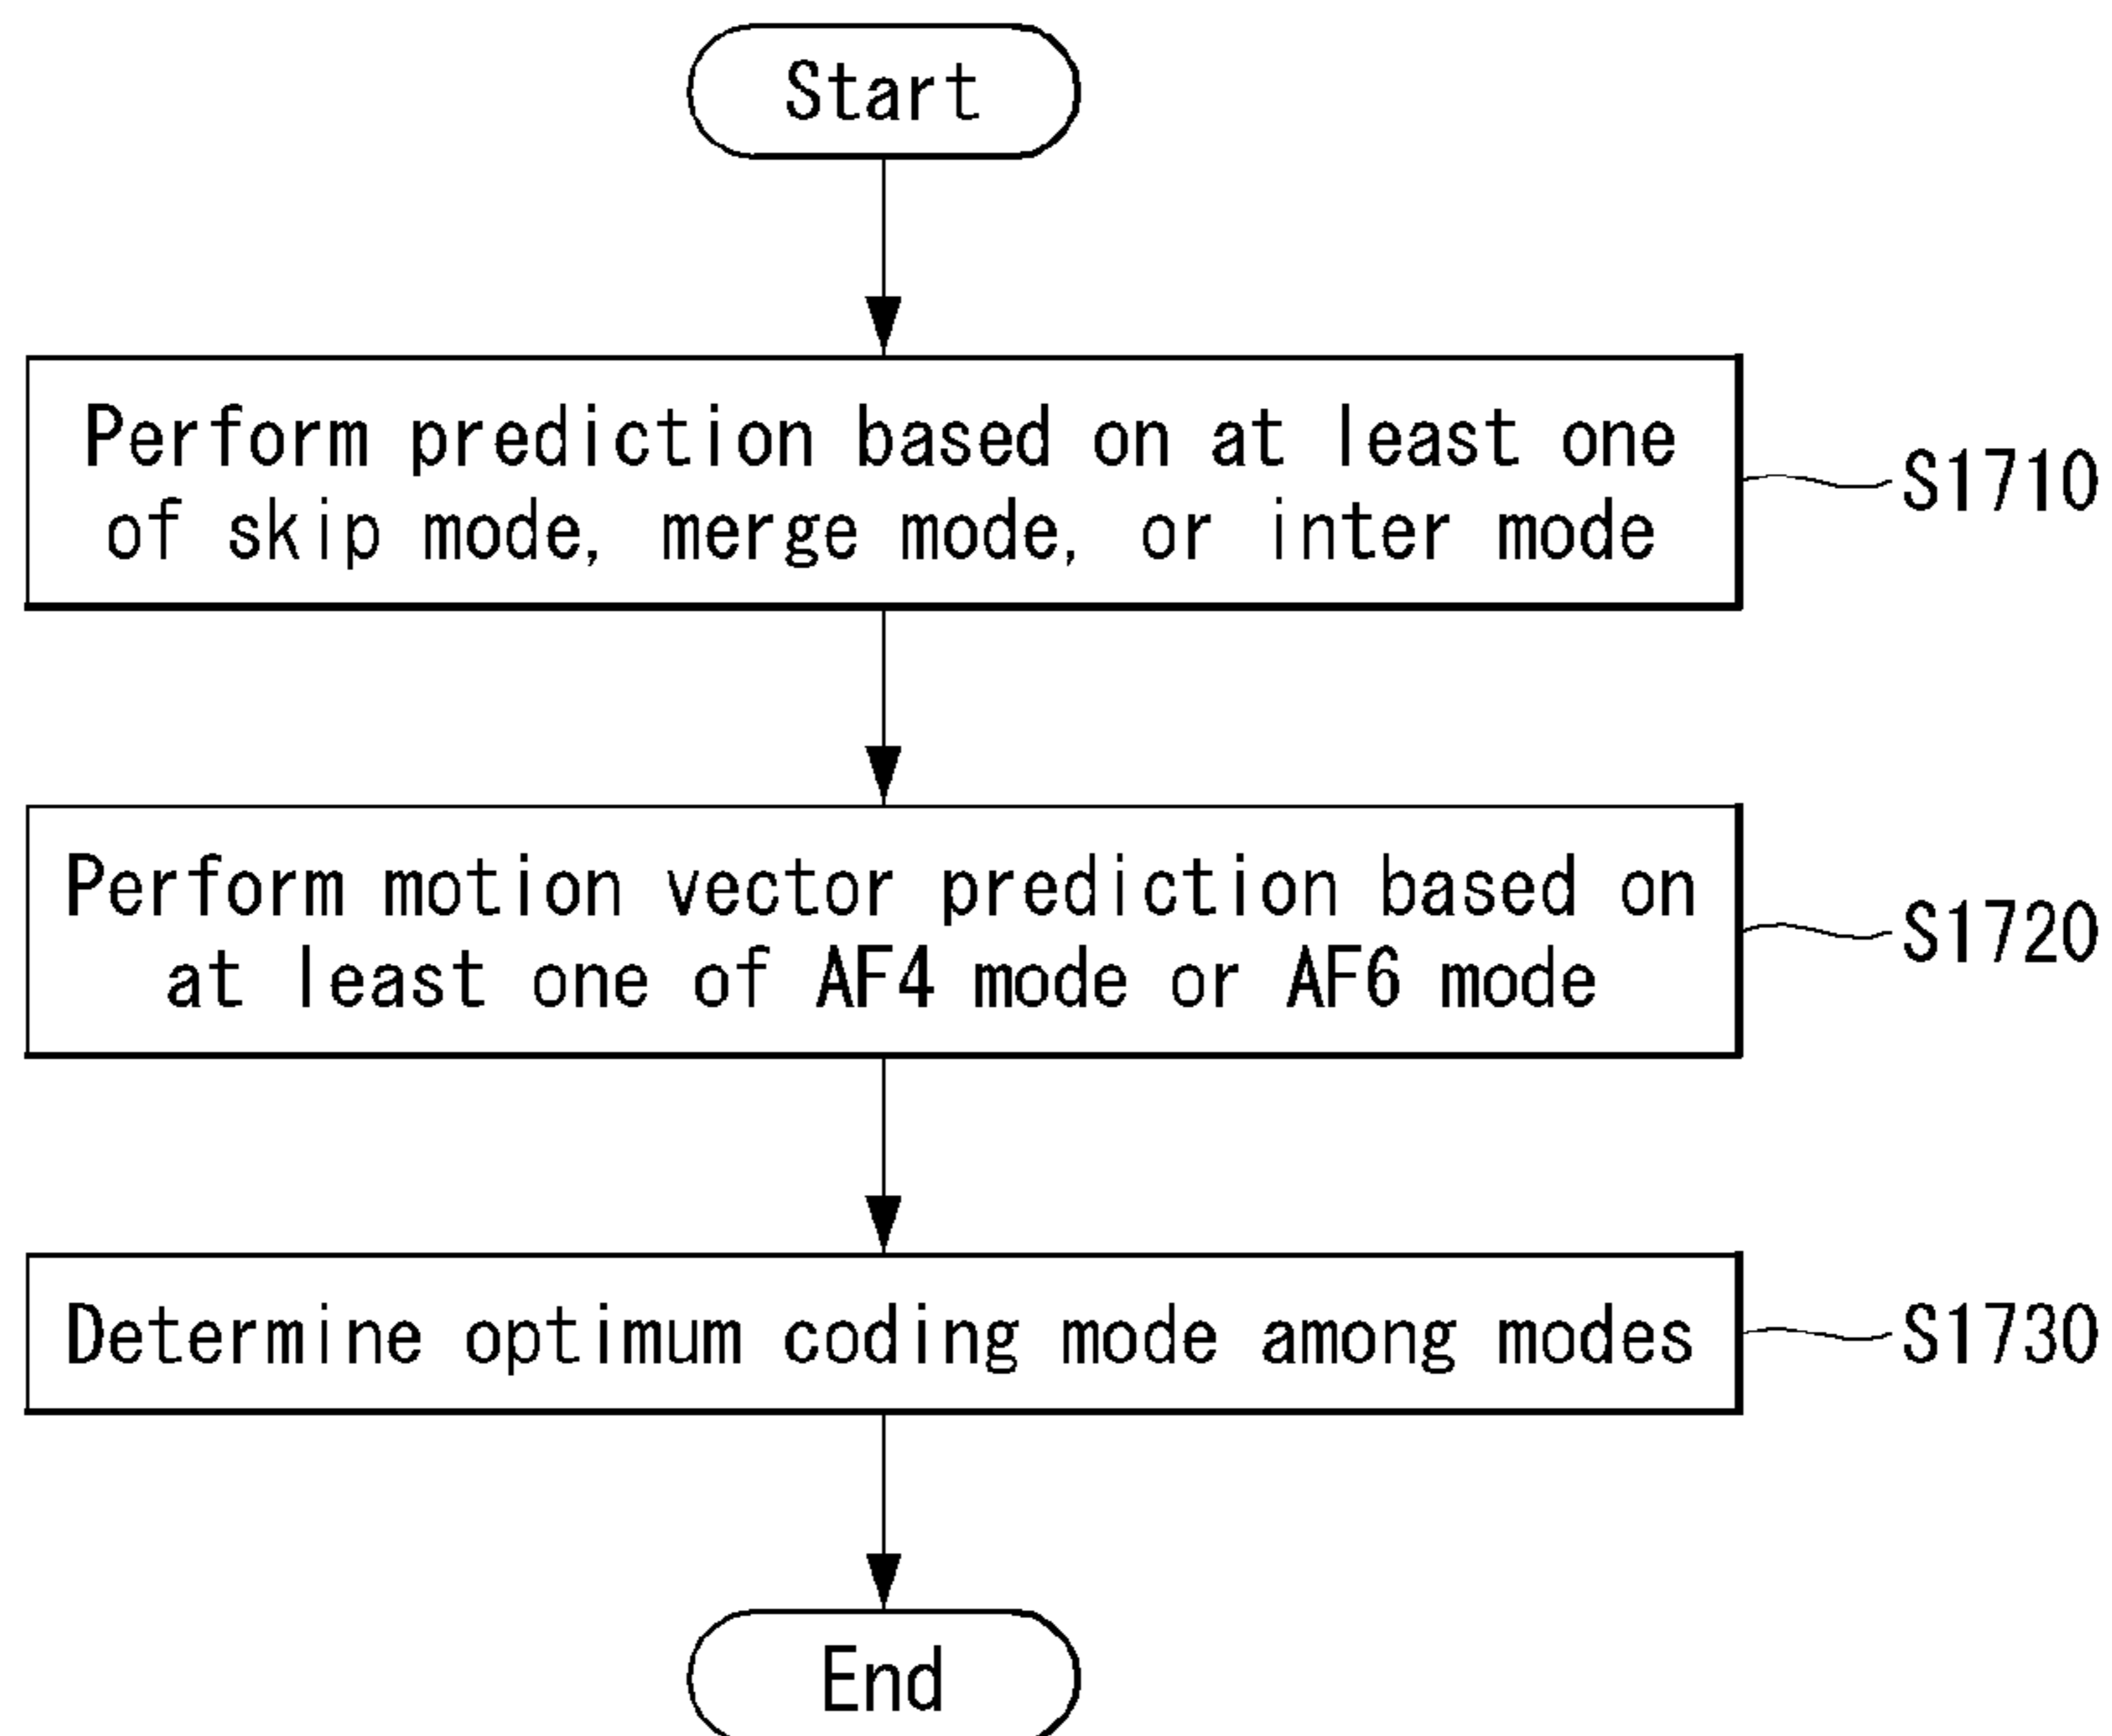 Start
Perform prediction based on at least one
of skip mode, merge mode, or inter mode
S1710
Perform motion vector prediction based on
at least one of AF4 mode or AF6 mode
S1720
Determine optimum coding mode among modes
S1730
End